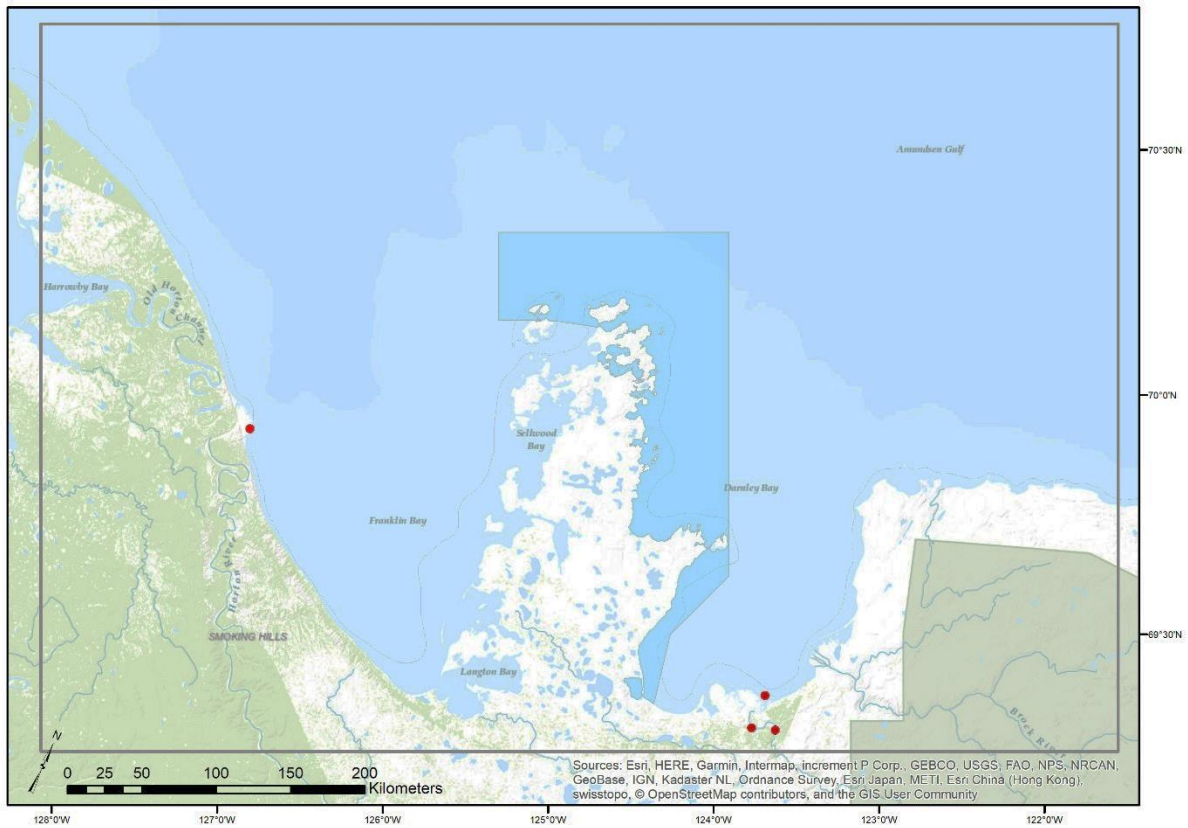 Amundsen Gulf
70°30'N
Harrowby Bay
Old Horton Channel
70°0'N
Sellwood
Bay
Darnley Bay
Franklin Bay
Horton River
SMOKING HILLS
69°30'N
Langton Bay
Brock River
N
0 25 50 100 150 200
Kilometers
Sources: Esri, HERE, Garmin, Intermap, increment P Corp., GEBCO, USGS, FAO, NPS, NRCAN,
GeoBase, IGN, Kadaster NL, Ordnance Survey, Esri Japan, METI, Esri China (Hong Kong),
swisstopo, © OpenStreetMap contributors, and the GIS User Community
128°0'W 127°0'W 126°0'W 125°0'W 124°0'W 123°0'W 122°0'W